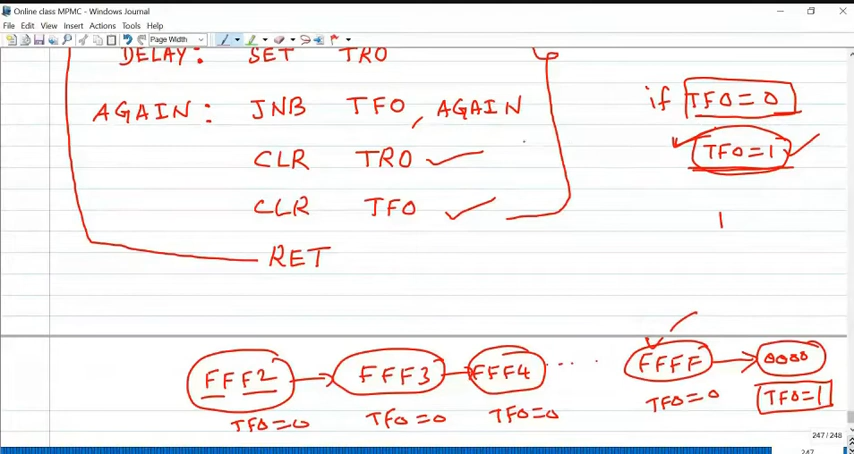 Online class MPMC - Windows Journal
File Edit View Insert Actions Tools Help
Page Width
DELAY: SET TR0
AGAIN: JNB TF0, AGAIN
CLR TR0
CLR TF0
RET
if TF0=0
TF0=1
1
FFF2 → FFF3 → FFF4 ... FFFF → 0000
TF0=0 TF0=0 TF0=0 TF0=0 TF0=1
247 / 248
247